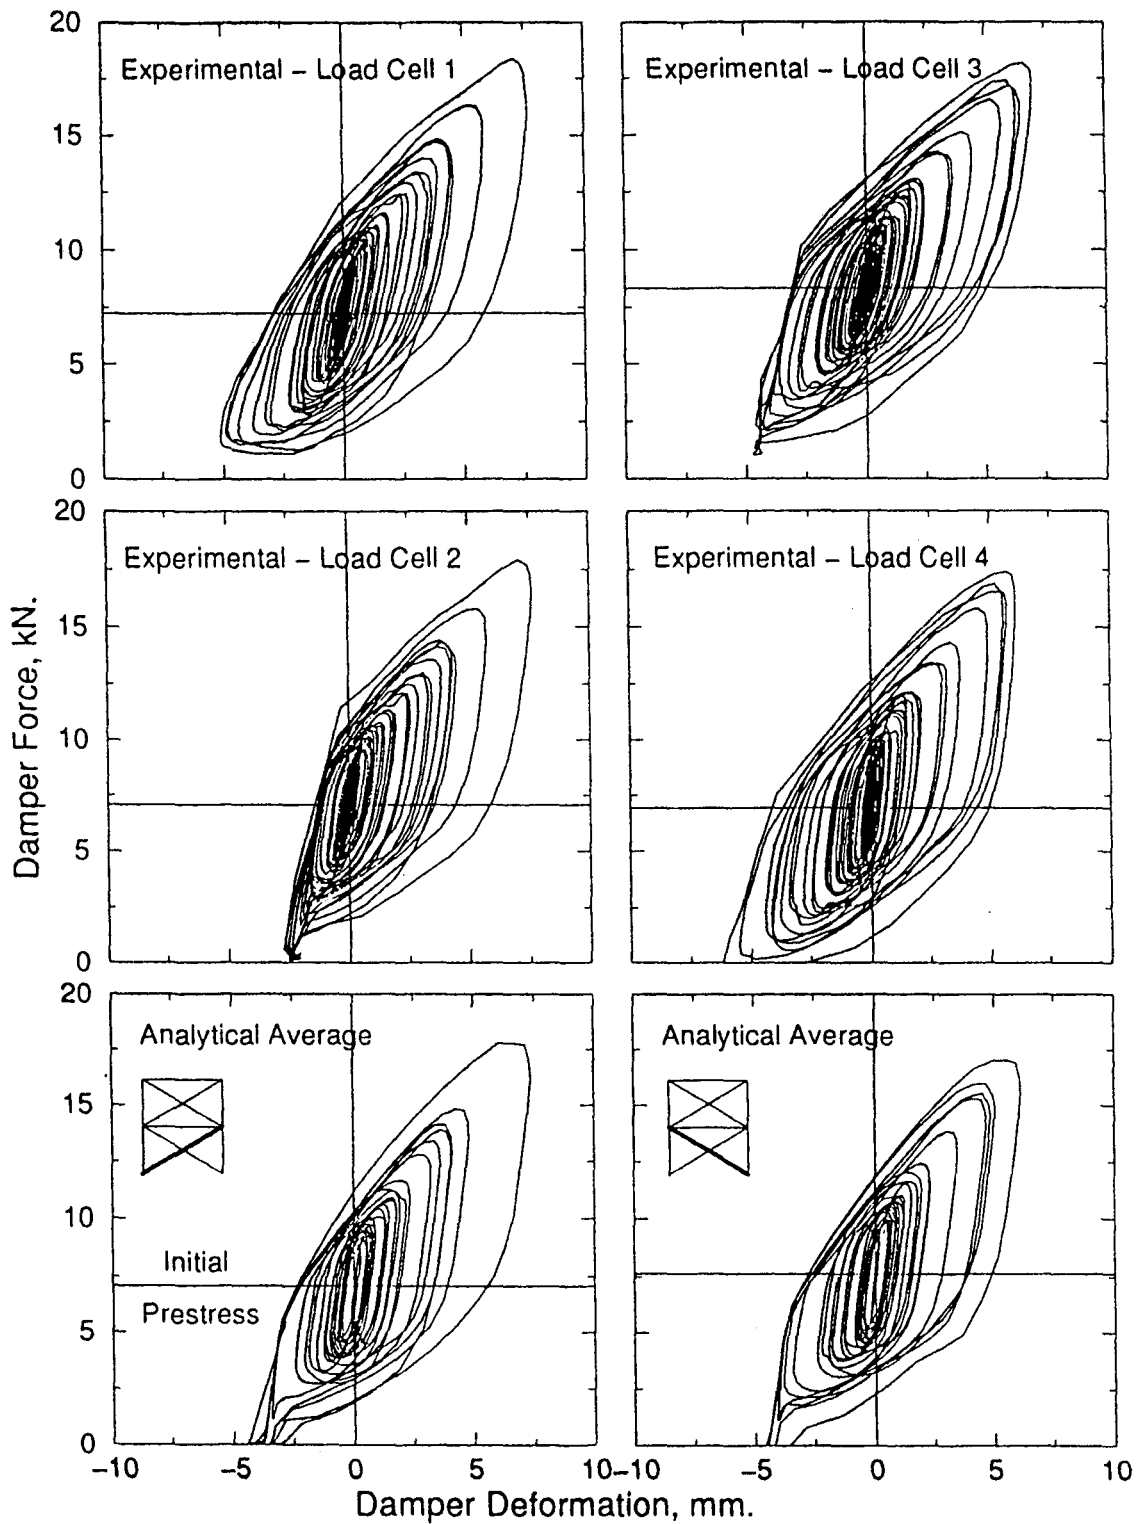 20
Experimental – Load Cell 1
Experimental – Load Cell 3
15
10
5
0
20
Experimental – Load Cell 2
Experimental – Load Cell 4
15
10
5
0
Damper Force, kN.
20
Analytical Average
Analytical Average
15
10
Initial
Prestress
5
0
–10 –5 0 5 10–10 –5 0 5 10
Damper Deformation, mm.